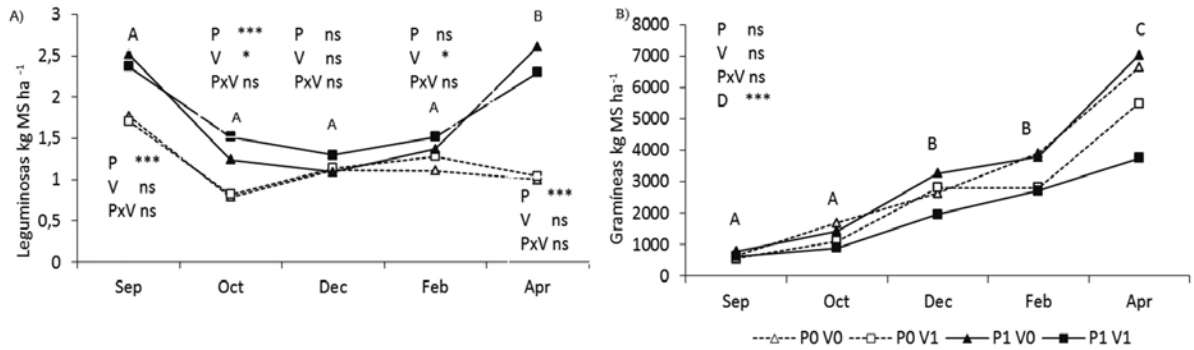 A)
Leguminosas kg MS ha -1
3
2,5
2
1,5
1
0,5
0
A
P ***
V ns
PxV ns
P ***
V *
PxV ns
A
P ns
V ns
PxV ns
A
P ns
V *
PxV ns
A
B
P ***
V ns
PxV ns
Sep Oct Dec Feb Apr
B)
Gramíneas kg MS ha-1
8000
7000
6000
5000
4000
3000
2000
1000
0
P ns
V ns
PxV ns
D ***
A
A
B
B
C
Sep Oct Dec Feb Apr
P0 V0 P0 V1 P1 V0 P1 V1